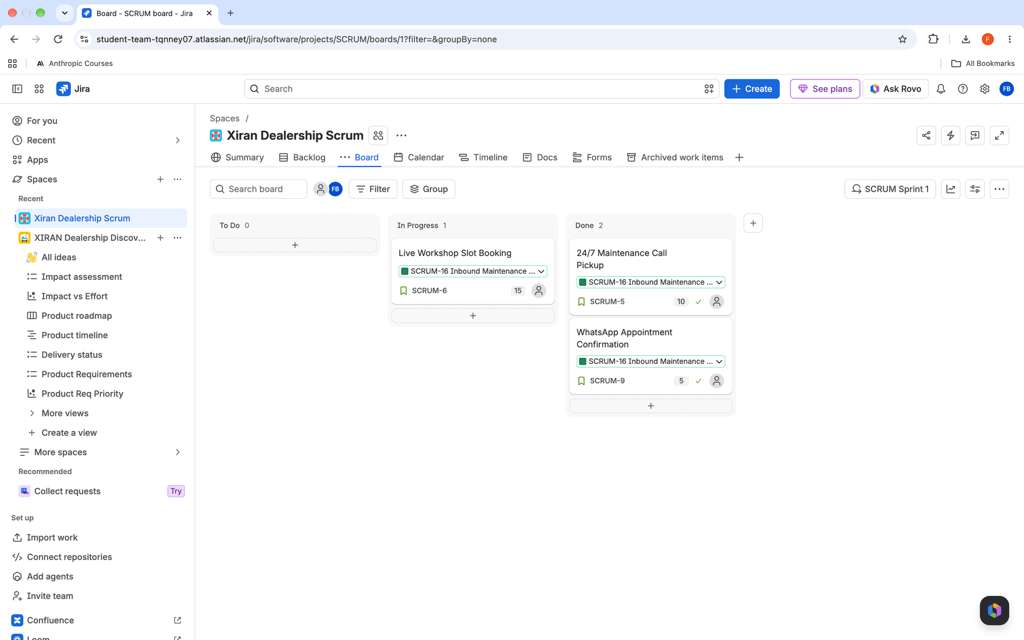 Board - SCRUM board - Jira
student-team-tqnney07.atlassian.net/jira/software/projects/SCRUM/boards/1?filter=&groupBy=none
F
Anthropic Courses
All Bookmarks
Jira
Search
Create
See plans
Ask Rovo
FB
For you
Recent
Apps
Spaces
Recent
Xiran Dealership Scrum
XIRAN Dealership Discov...
All ideas
Impact assessment
Impact vs Effort
Product roadmap
Product timeline
Delivery status
Product Requirements
Product Req Priority
More views
Create a view
More spaces
Recommended
Collect requests
Try
Set up
Import work
Connect repositories
Add agents
Invite team
Confluence
Loom
Spaces /
Xiran Dealership Scrum
Summary
Backlog
Board
Calendar
Timeline
Docs
Forms
Archived work items
Search board
FB
Filter
Group
SCRUM Sprint 1
To Do 0
In Progress 1
Live Workshop Slot Booking
SCRUM-16 Inbound Maintenance ...
SCRUM-6
15
Done 2
24/7 Maintenance Call
Pickup
SCRUM-16 Inbound Maintenance ...
SCRUM-5
10
WhatsApp Appointment
Confirmation
SCRUM-16 Inbound Maintenance ...
SCRUM-9
5